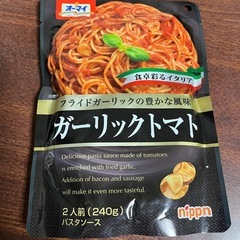 オーマイ
食卓彩るイタリア
フライドガーリックの豊かな風味
ガーリックトマト
Delicious pasta sauce made of tomatoes
is enriched with fried garlic.
Addition of bacon and sausage
will make it even more tasteful.
2人前(240g)
パスタソース
nippn